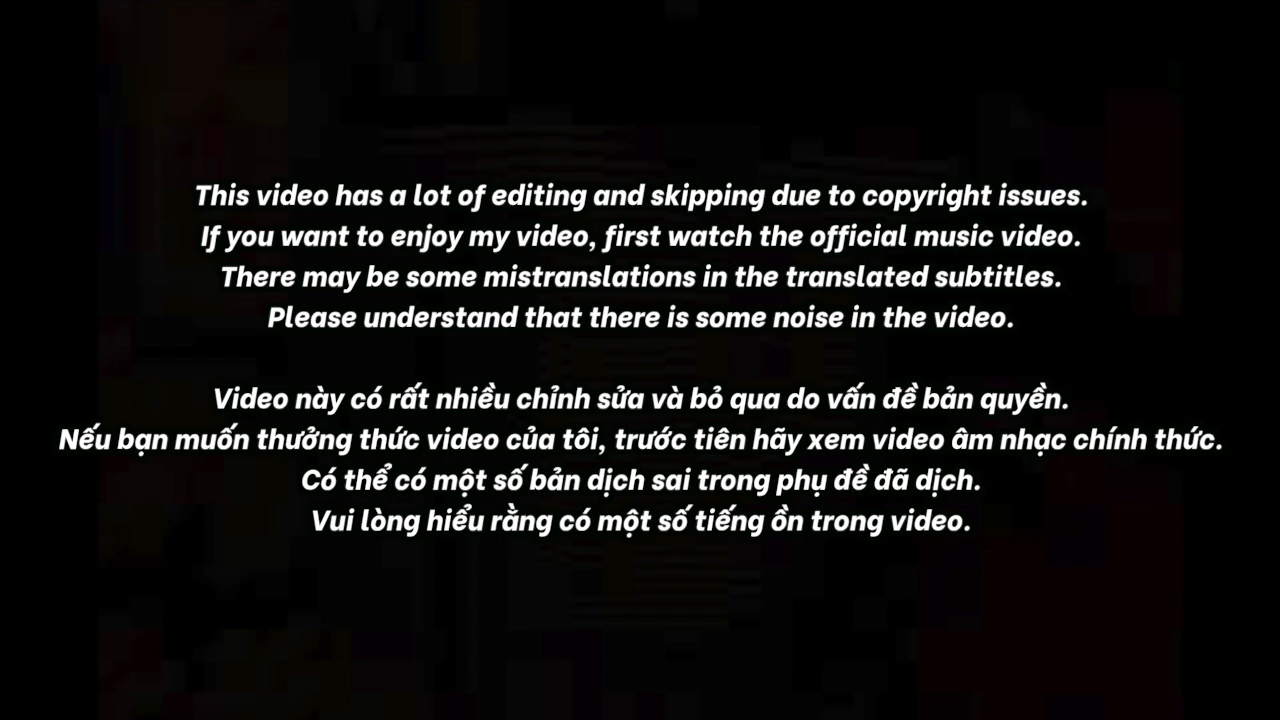 This video has a lot of editing and skipping due to copyright issues.
If you want to enjoy my video, first watch the official music video.
There may be some mistranslations in the translated subtitles.
Please understand that there is some noise in the video.
Video này có rất nhiều chỉnh sửa và bỏ qua do vấn đề bản quyền.
Nếu bạn muốn thưởng thức video của tôi, trước tiên hãy xem video âm nhạc chính thức.
Có thể có một số bản dịch sai trong phụ đề đã dịch.
Vui lòng hiểu rằng có một số tiếng ồn trong video.